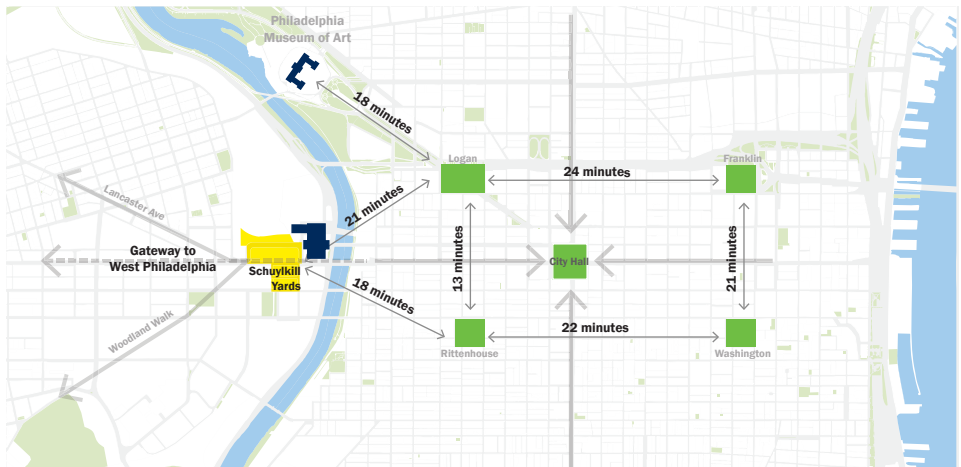 Philadelphia
Museum of Art
18 minutes
Logan
Franklin
24 minutes
Lancaster Ave
21 minutes
Gateway to
West Philadelphia
Schuylkill
Yards
City Hall
13 minutes
21 minutes
18 minutes
Woodland Walk
22 minutes
Rittenhouse
Washington